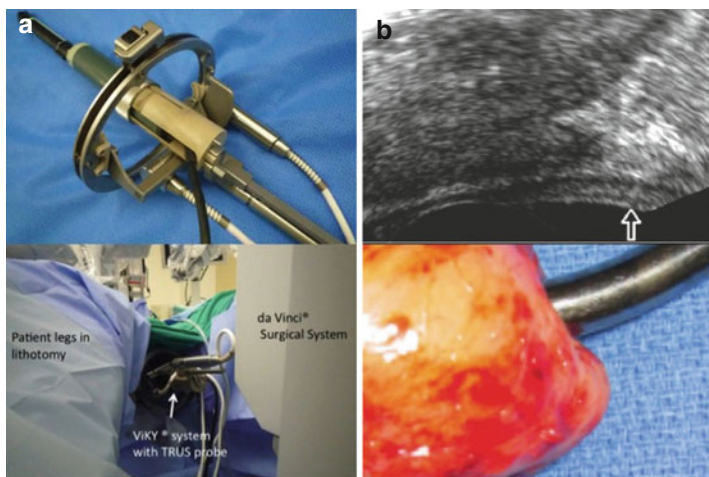 a
b
Patient legs in
lithotomy
da Vinci®
Surgical System
ViKY ® system
with TRUS probe